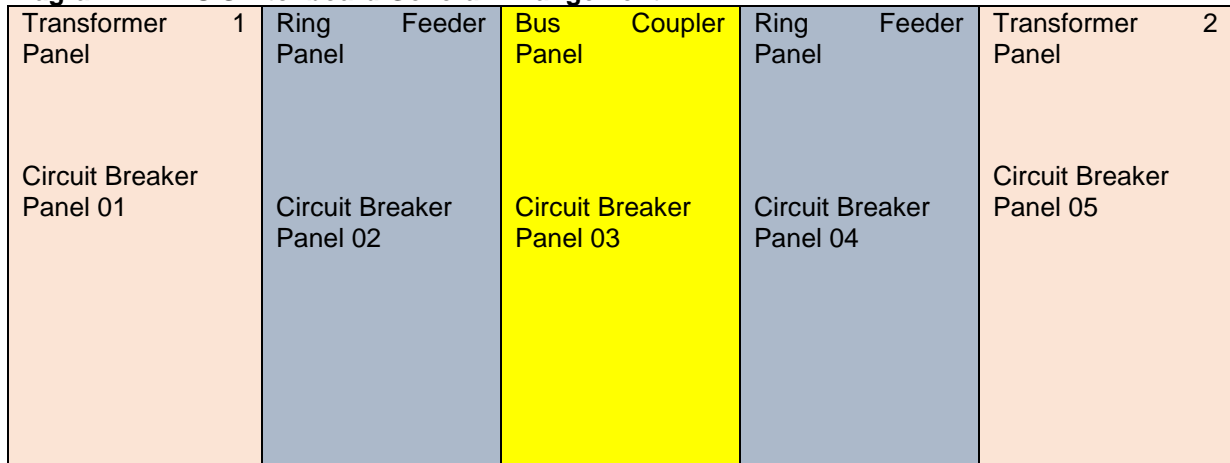 Transformer 1
Panel
Circuit Breaker
Panel 01
Ring Feeder
Panel
Circuit Breaker
Panel 02
Bus Coupler
Panel
Circuit Breaker
Panel 03
Ring Feeder
Panel
Circuit Breaker
Panel 04
Transformer 2
Panel
Circuit Breaker
Panel 05